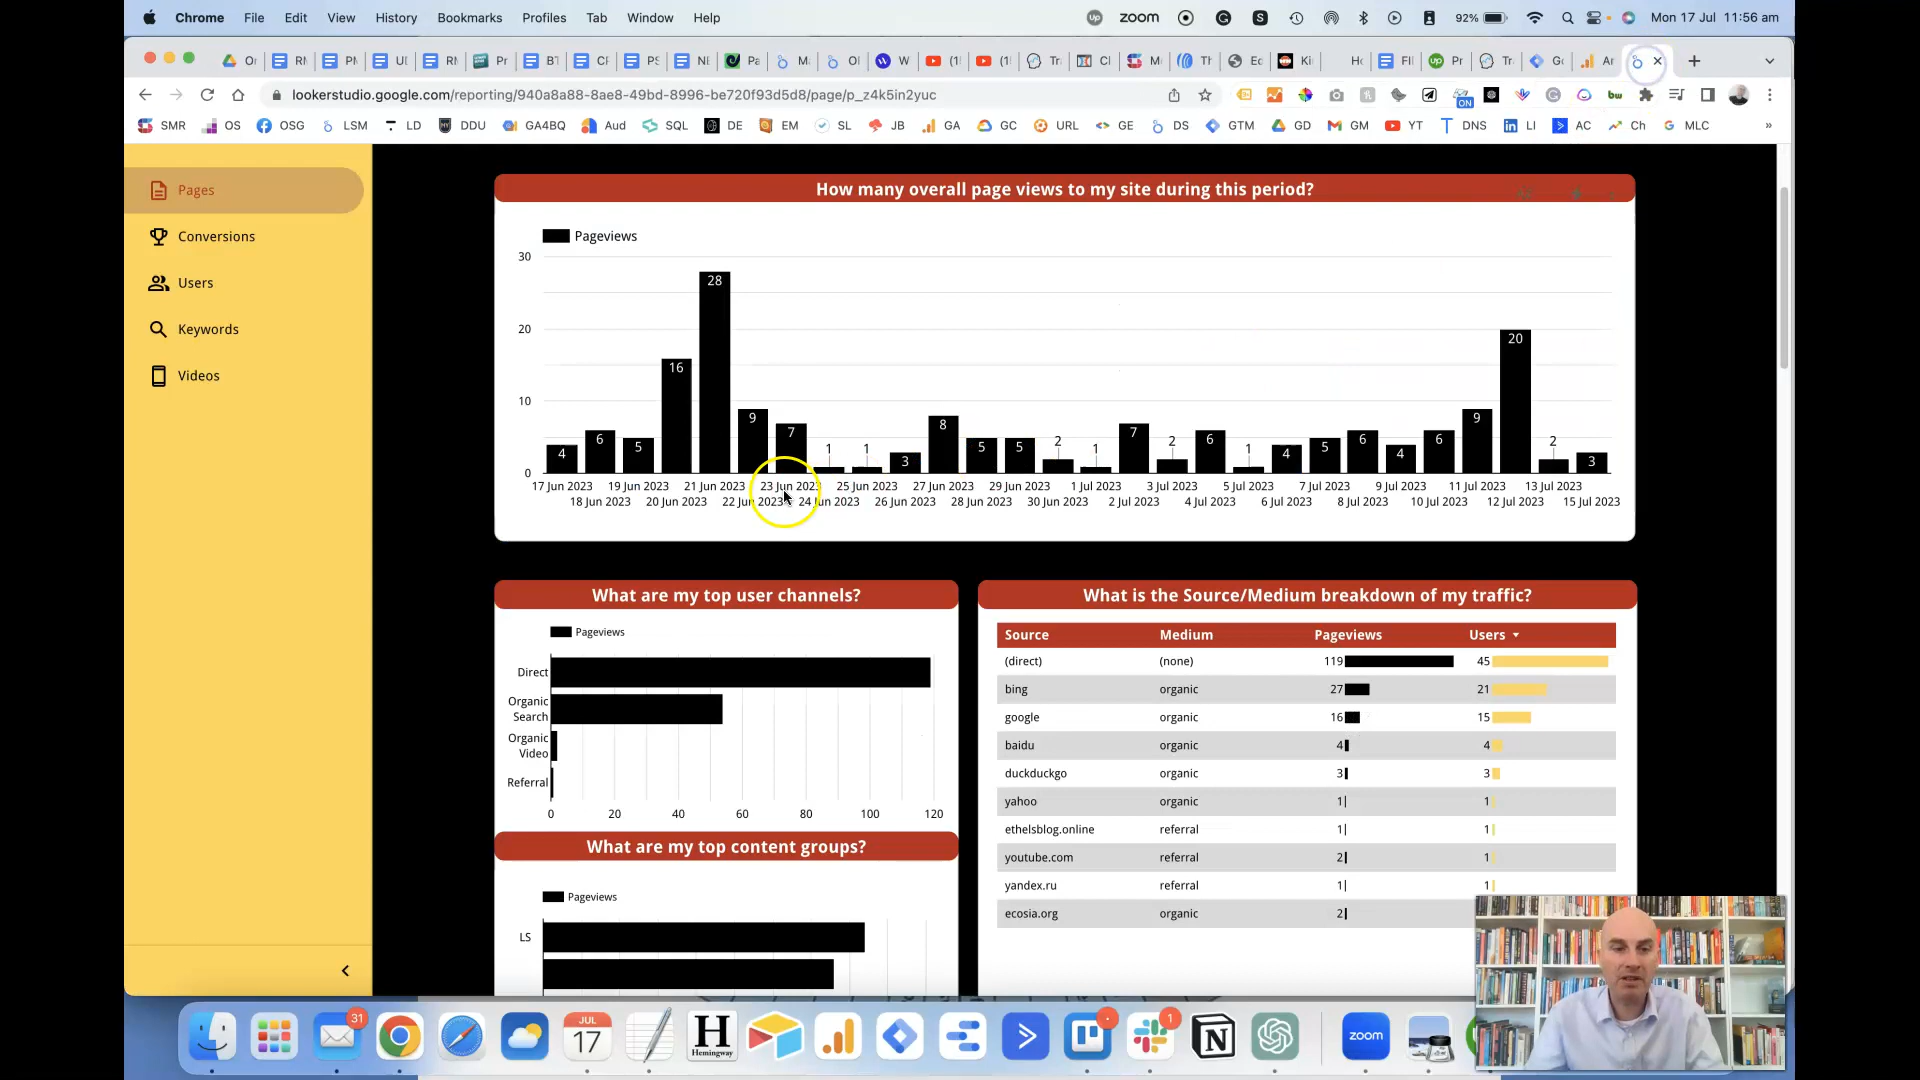 Chrome File Edit View History Bookmarks Profiles Tab Window Help
zoom 92% Mon 17 Jul 11:56 am
lookerstudio.google.com/reporting/940a8a88-8ae8-49bd-8996-be720f93d5d8/page/p_z4k5in2yuc
ON
SMR OS OSG LSM LD DDU GA4BQ Aud SQL DE EM SL JB GA GC URL GE DS GTM GD GM YT DNS LI AC Ch MLC »
Pages
Conversions
Users
Keywords
Videos
How many overall page views to my site during this period?
Pageviews
30
20
10
0
4 6 5 16 28 9 7 1 1 3 8 5 5 2 1 7 2 6 1 4 5 6 4 6 9 20 2 3
17 Jun 2023 19 Jun 2023 21 Jun 2023 23 Jun 2023 25 Jun 2023 27 Jun 2023 29 Jun 2023 1 Jul 2023 3 Jul 2023 5 Jul 2023 7 Jul 2023 9 Jul 2023 11 Jul 2023 13 Jul 2023
18 Jun 2023 20 Jun 2023 22 Jun 2023 24 Jun 2023 26 Jun 2023 28 Jun 2023 30 Jun 2023 2 Jul 2023 4 Jul 2023 6 Jul 2023 8 Jul 2023 10 Jul 2023 12 Jul 2023 15 Jul 2023
What are my top user channels?
Pageviews
Direct
Organic
Search
Organic
Video
Referral
0 20 40 60 80 100 120
What are my top content groups?
Pageviews
LS
What is the Source/Medium breakdown of my traffic?
Source Medium Pageviews Users
(direct) (none) 119 45
bing organic 27 21
google organic 16 15
baidu organic 4 4
duckduckgo organic 3 3
yahoo organic 1 1
ethelsblog.online referral 1 1
youtube.com referral 2 1
yandex.ru referral 1 1
ecosia.org organic 2
31
JUL
17
H
Hemingway
1
zoom